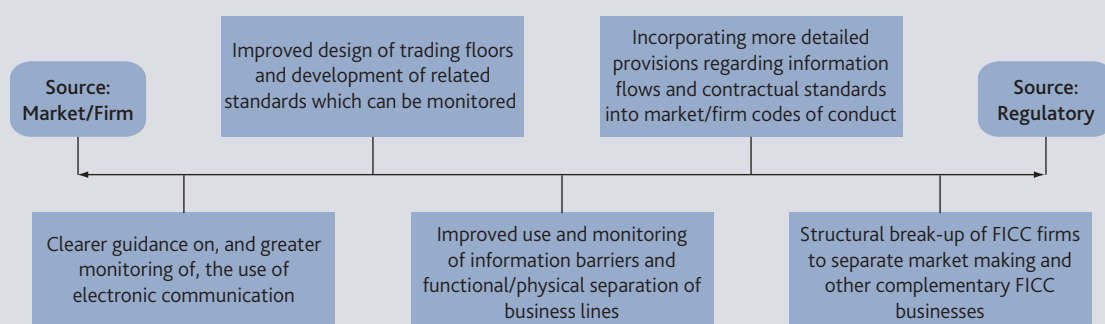 Source:
Market/Firm
Improved design of trading floors
and development of related
standards which can be monitored
Incorporating more detailed
provisions regarding information
flows and contractual standards
into market/firm codes of conduct
Source:
Regulatory
Clearer guidance on, and greater
monitoring of, the use of
electronic communication
Improved use and monitoring
of information barriers and
functional/physical separation of
business lines
Structural break-up of FICC firms
to separate market making and
other complementary FICC
businesses